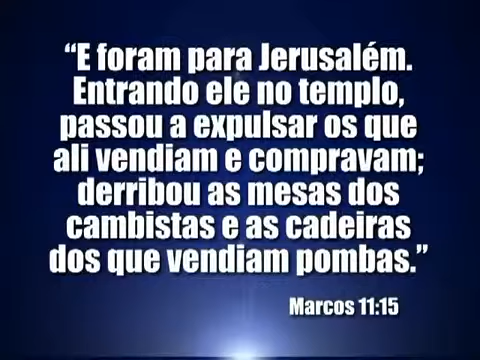 “E foram para Jerusalém.
Entrando ele no templo,
passou a expulsar os que
ali vendiam e compravam;
derribou as mesas dos
cambistas e as cadeiras
dos que vendiam pombas.”
Marcos 11:15